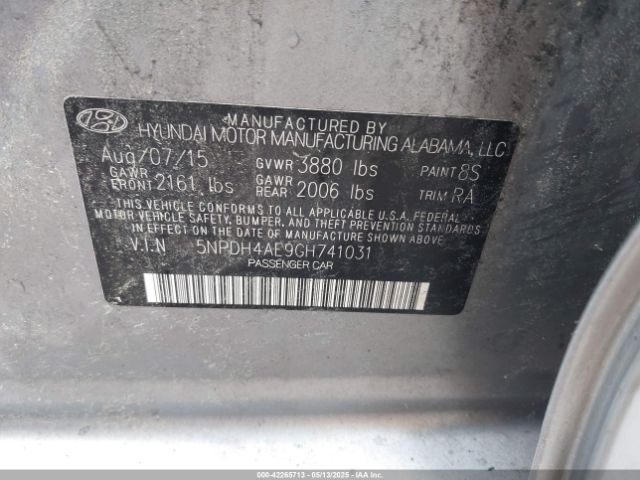 MANUFACTURED BY
HYUNDAI MOTOR MANUFACTURING ALABAMA, LLC
Aug/07/15 GVWR 3880 lbs PAINT 8S
GAWR FRONT 2161 lbs GAWR REAR 2006 lbs TRIM RA
THIS VEHICLE CONFORMS TO ALL APPLICABLE U.S.A. FEDERAL
MOTOR VEHICLE SAFETY, BUMPER, AND THEFT PREVENTION
STANDARDS IN EFFECT ON THE DATE OF MANUFACTURE SHOWN ABOVE.
V.I.N 5NPDH4AE9GH741031
PASSENGER CAR
000-42265713 - 05/13/2025 - COPART.COM